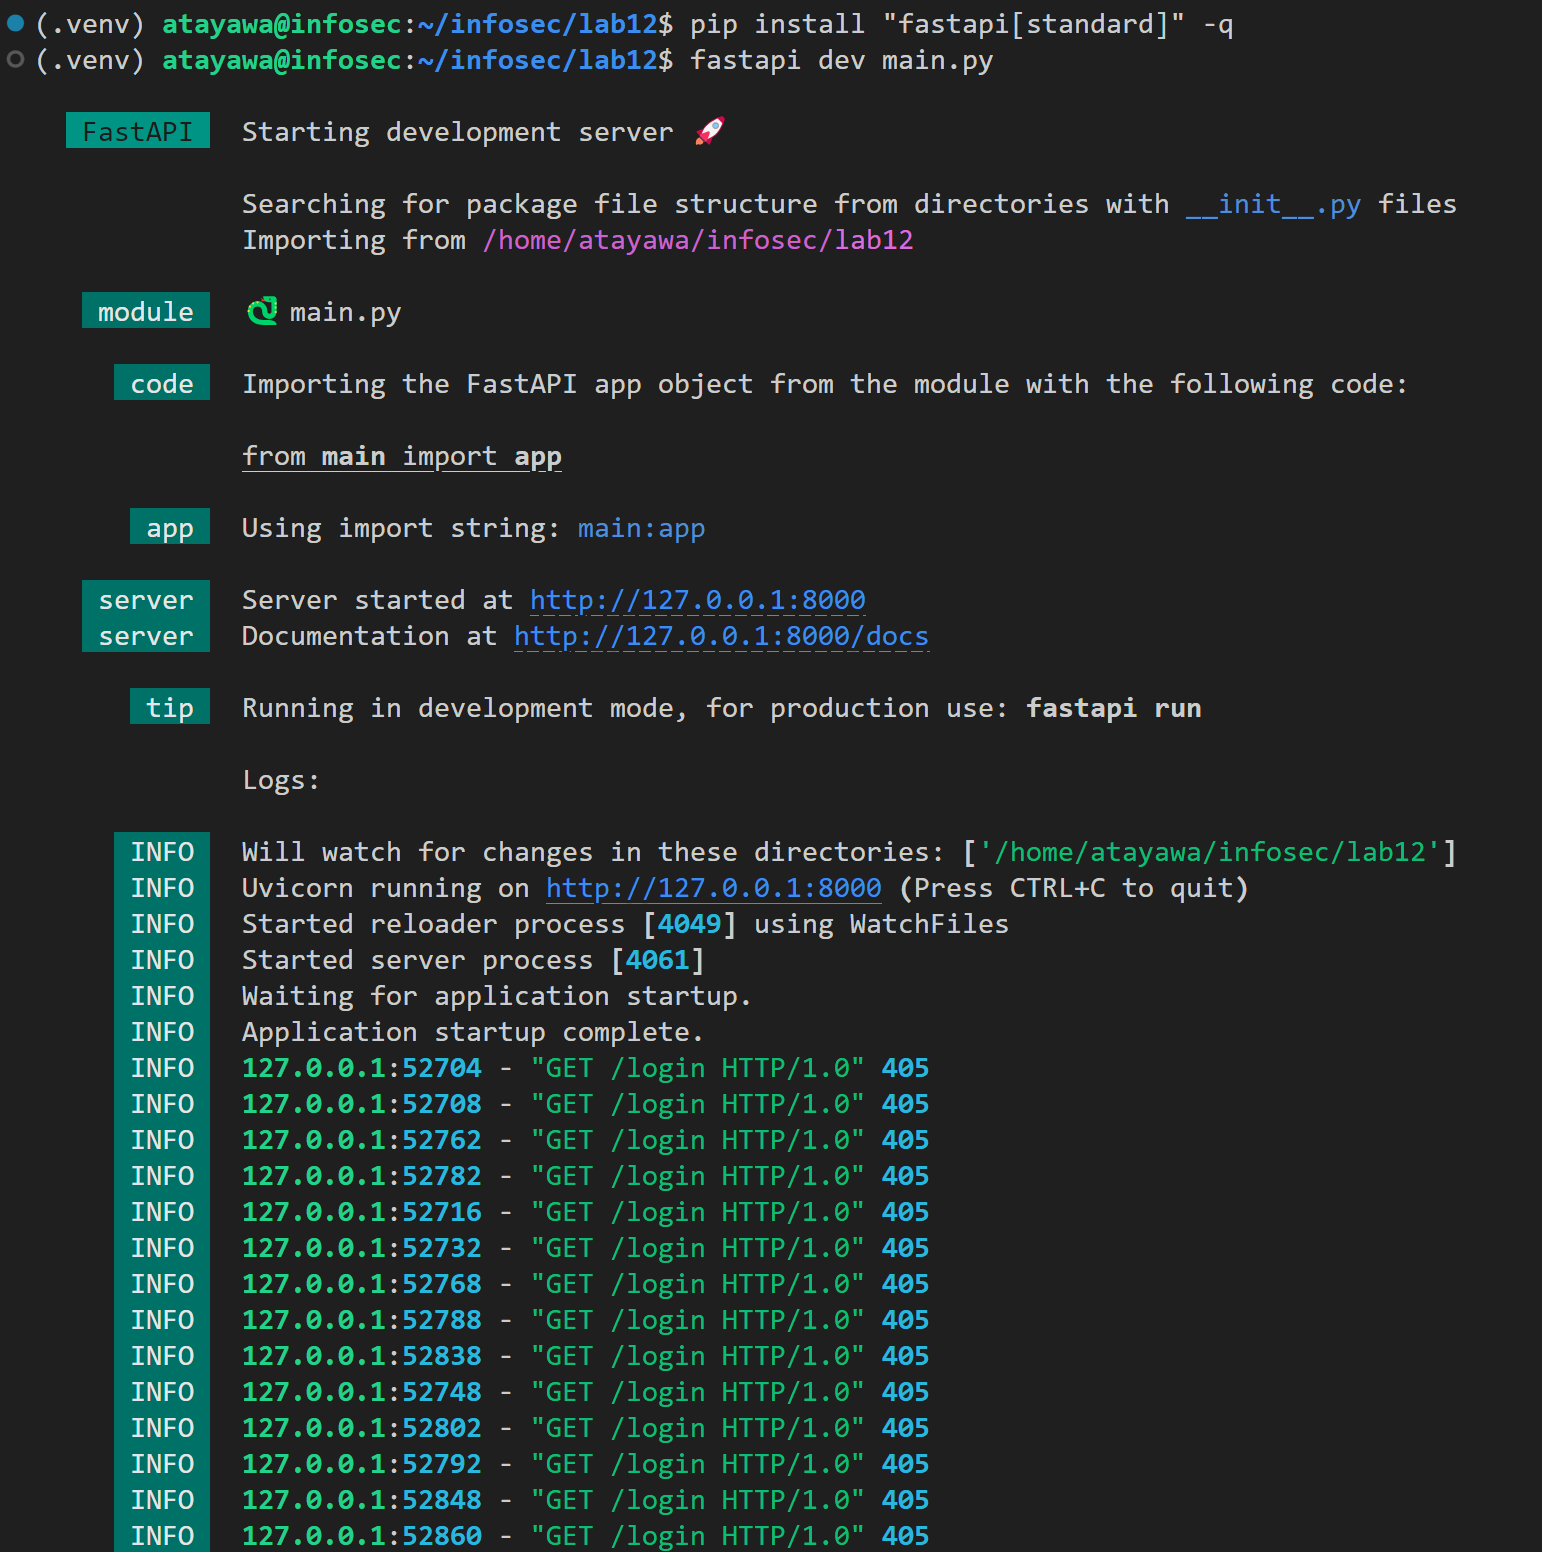 (.venv) atayawa@infosec:~/infosec/lab12$ pip install "fastapi[standard]" -q
(.venv) atayawa@infosec:~/infosec/lab12$ fastapi dev main.py
FastAPI Starting development server 🚀
Searching for package file structure from directories with __init__.py files
Importing from /home/atayawa/infosec/lab12
module 🐍 main.py
code Importing the FastAPI app object from the module with the following code:
from main import app
app Using import string: main:app
server Server started at http://127.0.0.1:8000
server Documentation at http://127.0.0.1:8000/docs
tip Running in development mode, for production use: fastapi run
Logs:
INFO Will watch for changes in these directories: ['/home/atayawa/infosec/lab12']
INFO Uvicorn running on http://127.0.0.1:8000 (Press CTRL+C to quit)
INFO Started reloader process [4049] using WatchFiles
INFO Started server process [4061]
INFO Waiting for application startup.
INFO Application startup complete.
INFO 127.0.0.1:52704 - "GET /login HTTP/1.0" 405
INFO 127.0.0.1:52708 - "GET /login HTTP/1.0" 405
INFO 127.0.0.1:52762 - "GET /login HTTP/1.0" 405
INFO 127.0.0.1:52782 - "GET /login HTTP/1.0" 405
INFO 127.0.0.1:52716 - "GET /login HTTP/1.0" 405
INFO 127.0.0.1:52732 - "GET /login HTTP/1.0" 405
INFO 127.0.0.1:52768 - "GET /login HTTP/1.0" 405
INFO 127.0.0.1:52788 - "GET /login HTTP/1.0" 405
INFO 127.0.0.1:52838 - "GET /login HTTP/1.0" 405
INFO 127.0.0.1:52748 - "GET /login HTTP/1.0" 405
INFO 127.0.0.1:52802 - "GET /login HTTP/1.0" 405
INFO 127.0.0.1:52792 - "GET /login HTTP/1.0" 405
INFO 127.0.0.1:52848 - "GET /login HTTP/1.0" 405
INFO 127.0.0.1:52860 - "GET /login HTTP/1.0" 405